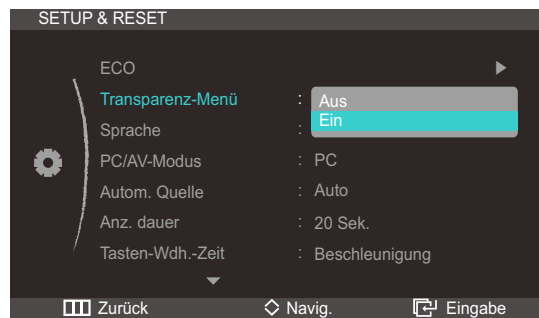 SETUP & RESET
ECO
Transparenz-Menü : Aus
Ein
Sprache :
PC/AV-Modus : PC
Autom. Quelle : Auto
Anz. dauer : 20 Sek.
Tasten-Wdh.-Zeit : Beschleunigung
Zurück Navig. Eingabe